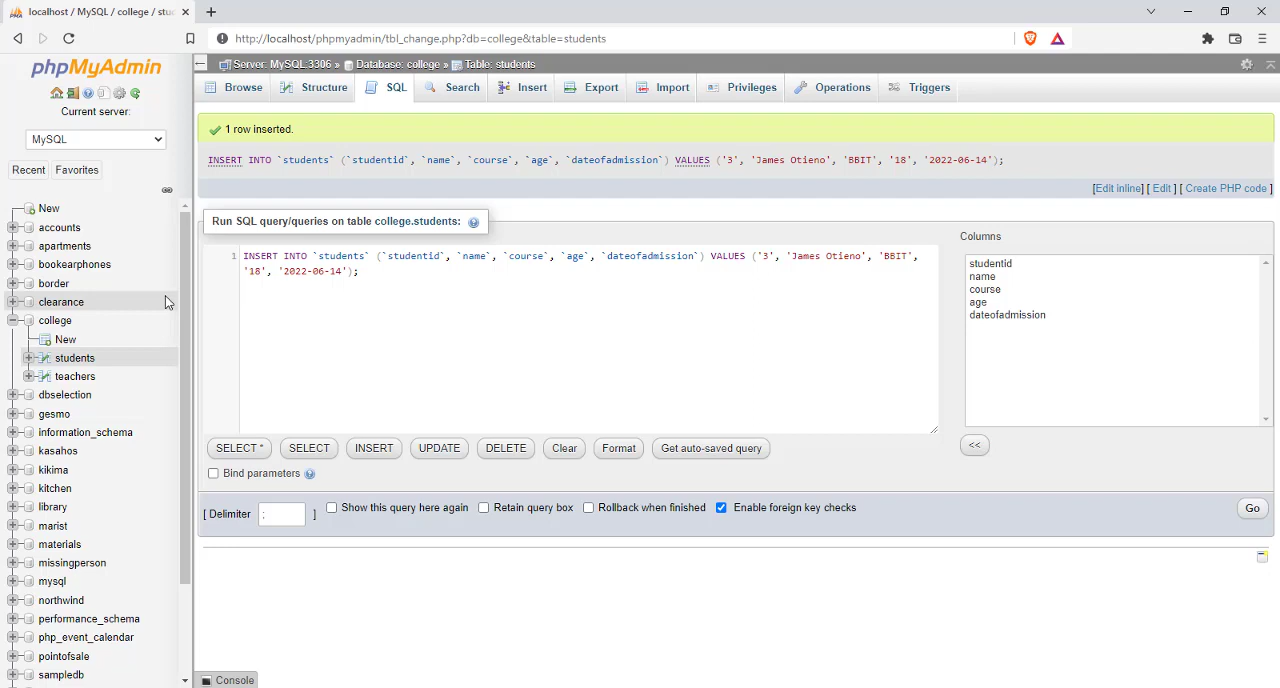 localhost / MySQL / college / stu
http://localhost/phpmyadmin/tbl_change.php?db=college&table=students
phpMyAdmin
Current server:
MySQL
Recent Favorites
New
accounts
apartments
bookearphones
border
clearance
college
New
students
teachers
dbselection
gesmo
information_schema
kasahos
kikima
kitchen
library
marist
materials
missingperson
mysql
northwind
performance_schema
php_event_calendar
pointofsale
sampledb
Server: MySQL:3306 » Database: college » Table: students
Browse Structure SQL Search Insert Export Import Privileges Operations Triggers
1 row inserted.
INSERT INTO `students` (`studentid`, `name`, `course`, `age`, `dateofadmission`) VALUES ('3', 'James Otieno', 'BBIT', '18', '2022-06-14');
[Edit inline] [ Edit ] [ Create PHP code ]
Run SQL query/queries on table college.students:
1 INSERT INTO `students` (`studentid`, `name`, `course`, `age`, `dateofadmission`) VALUES ('3', 'James Otieno', 'BBIT',
'18', '2022-06-14');
Columns
studentid
name
course
age
dateofadmission
SELECT * SELECT INSERT UPDATE DELETE Clear Format Get auto-saved query
<<
Bind parameters
[ Delimiter ; ] Show this query here again Retain query box Rollback when finished Enable foreign key checks Go
Console